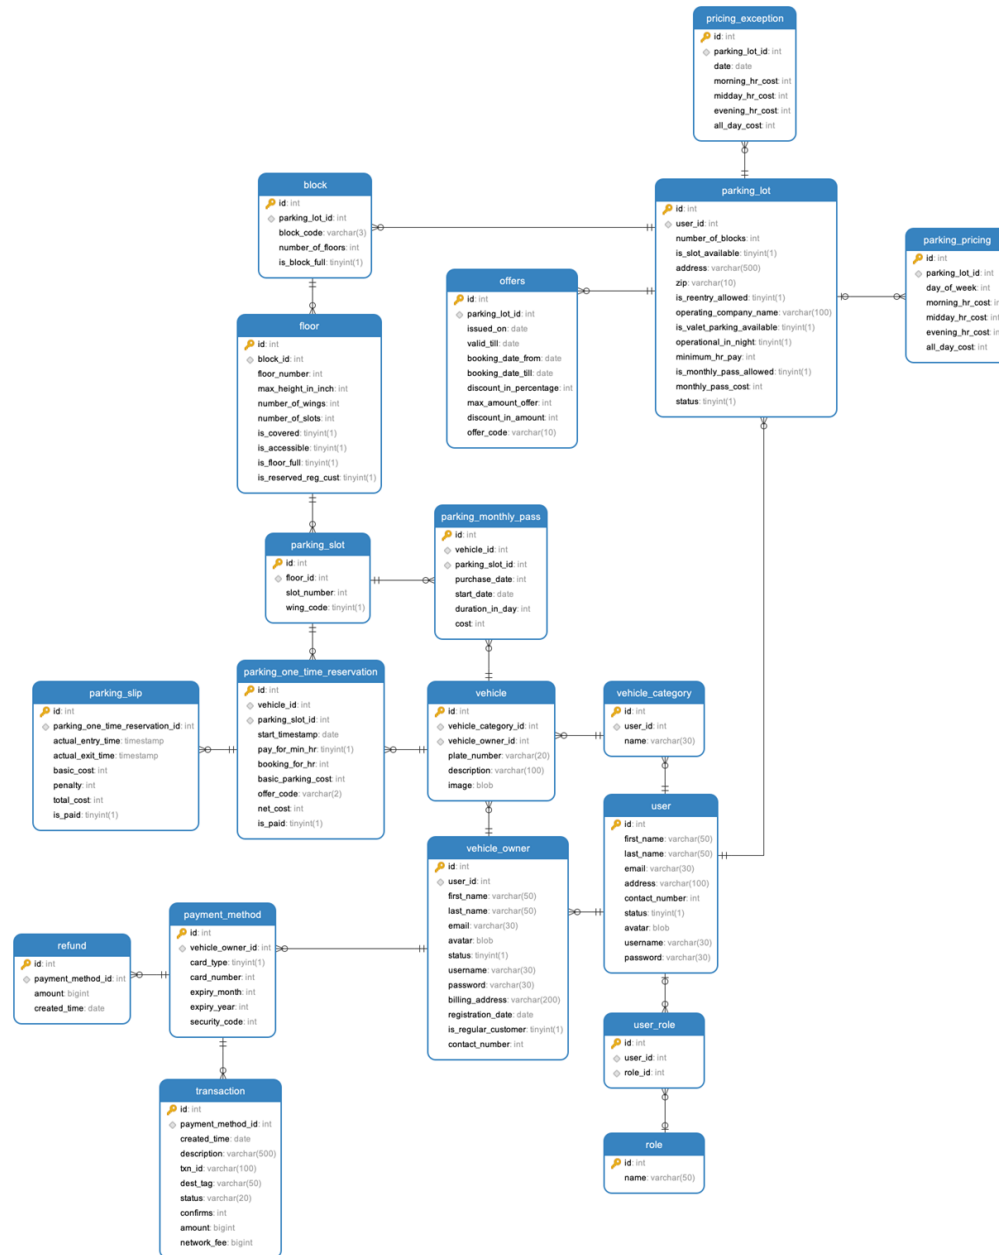 pricing_exception
id: int
parking_lot_id: int
date: date
morning_hr_cost: int
midday_hr_cost: int
evening_hr_cost: int
all_day_cost: int
block
id: int
parking_lot_id: int
block_code: varchar(3)
number_of_floors: int
is_block_full: tinyint(1)
parking_lot
id: int
user_id: int
number_of_blocks: int
is_slot_available: tinyint(1)
address: varchar(500)
zip: varchar(10)
is_reentry_allowed: tinyint(1)
operating_company_name: varchar(100)
is_valet_parking_available: tinyint(1)
operational_in_night: tinyint(1)
minimum_hr_pay: int
is_monthly_pass_allowed: tinyint(1)
monthly_pass_cost: int
status: tinyint(1)
parking_pricing
id: int
parking_lot_id: int
day_of_week: int
morning_hr_cost: in
midday_hr_cost: int
evening_hr_cost: int
all_day_cost: int
offers
id: int
parking_lot_id: int
issued_on: date
valid_till: date
booking_date_from: date
booking_date_till: date
discount_in_percentage: int
max_amount_offer: int
discount_in_amount: int
offer_code: varchar(10)
floor
id: int
block_id: int
floor_number: int
max_height_in_inch: int
number_of_wings: int
number_of_slots: int
is_covered: tinyint(1)
is_accessible: tinyint(1)
is_floor_full: tinyint(1)
is_reserved_reg_cust: tinyint(1)
parking_slot
id: int
floor_id: int
slot_number: int
wing_code: tinyint(1)
parking_monthly_pass
id: int
vehicle_id: int
parking_slot_id: int
purchase_date: int
start_date: date
duration_in_day: int
cost: int
parking_slip
id: int
parking_one_time_reservation_id: int
actual_entry_time: timestamp
actual_exit_time: timestamp
basic_cost: int
penalty: int
total_cost: int
is_paid: tinyint(1)
parking_one_time_reservation
id: int
vehicle_id: int
parking_slot_id: int
start_timestamp: date
pay_for_min_hr: tinyint(1)
booking_for_hr: int
basic_parking_cost: int
offer_code: varchar(2)
net_cost: int
is_paid: tinyint(1)
vehicle
id: int
vehicle_category_id: int
vehicle_owner_id: int
plate_number: varchar(20)
description: varchar(100)
image: blob
vehicle_category
id: int
user_id: int
name: varchar(30)
user
id: int
first_name: varchar(50)
last_name: varchar(50)
email: varchar(30)
address: varchar(100)
contact_number: int
status: tinyint(1)
avatar: blob
username: varchar(30)
password: varchar(30)
vehicle_owner
id: int
user_id: int
first_name: varchar(50)
last_name: varchar(50)
email: varchar(30)
avatar: blob
status: tinyint(1)
username: varchar(30)
password: varchar(30)
billing_address: varchar(200)
registration_date: date
is_regular_customer: tinyint(1)
contact_number: int
payment_method
id: int
vehicle_owner_id: int
card_type: tinyint(1)
card_number: int
expiry_month: int
expiry_year: int
security_code: int
refund
id: int
payment_method_id: int
amount: bigint
created_time: date
user_role
id: int
user_id: int
role_id: int
transaction
id: int
payment_method_id: int
created_time: date
description: varchar(500)
txn_id: varchar(100)
dest_tag: varchar(50)
status: varchar(20)
confirms: int
amount: bigint
network_fee: bigint
role
id: int
name: varchar(50)